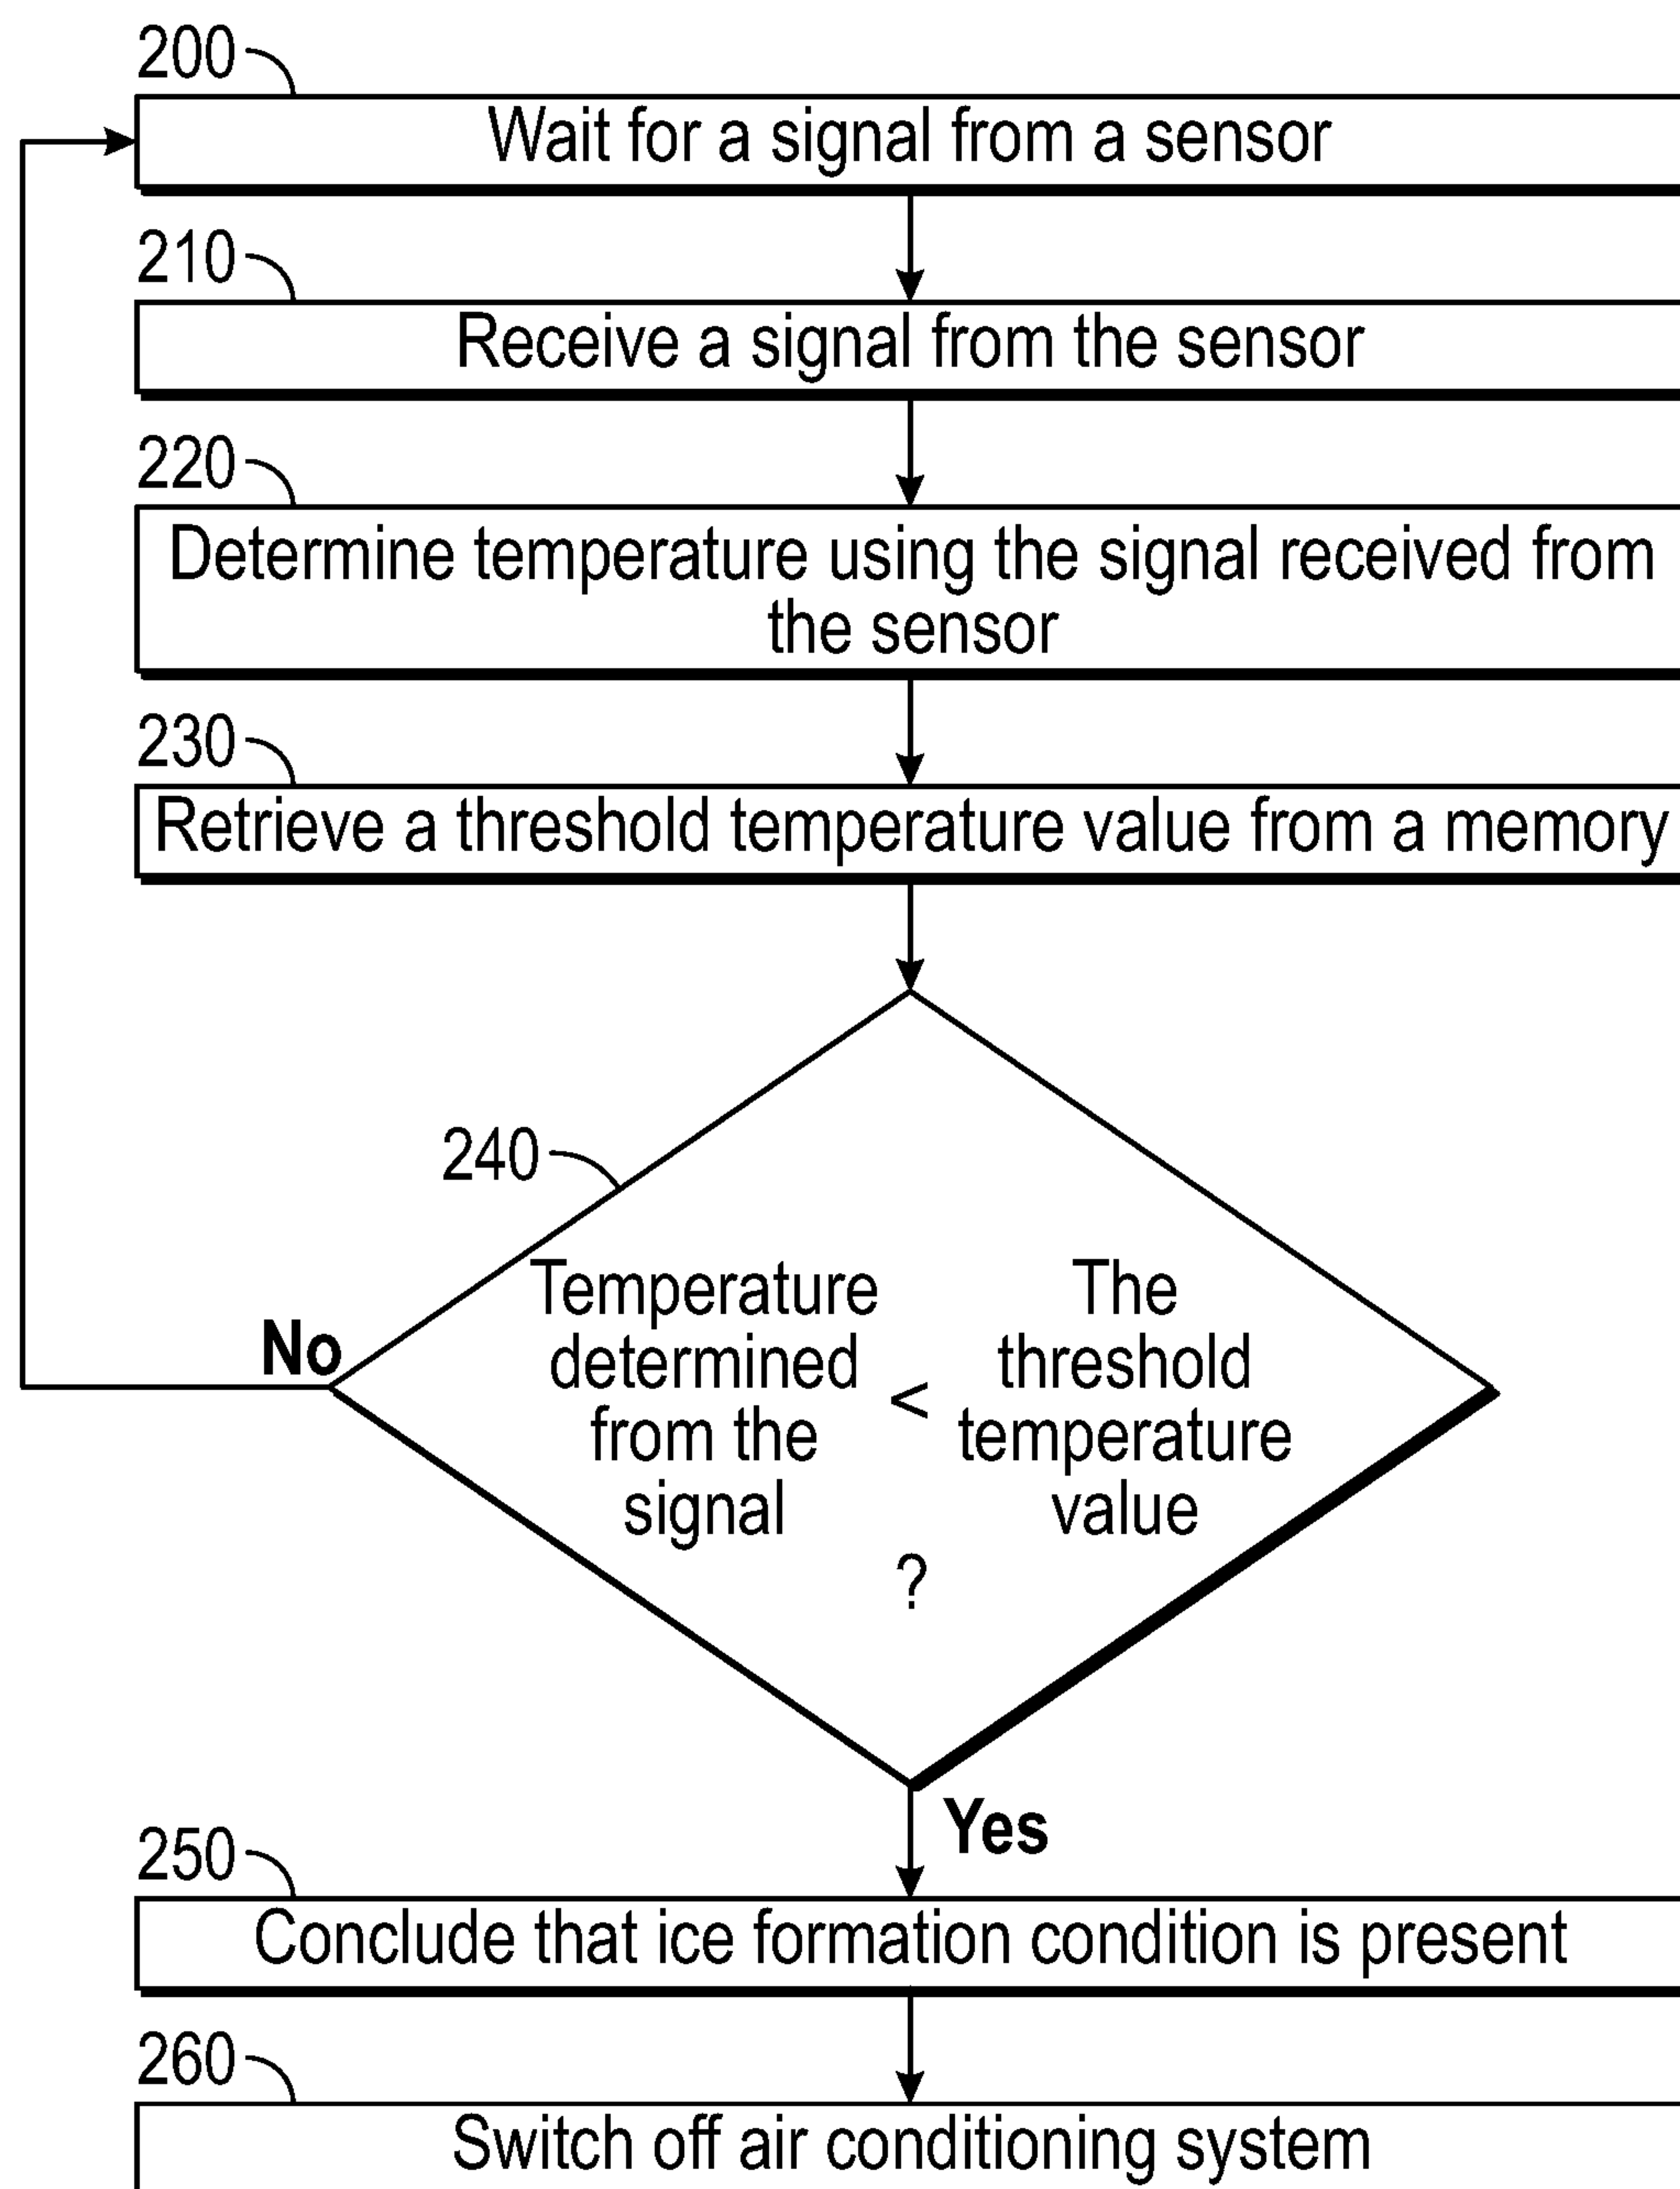 200
Wait for a signal from a sensor
210
Receive a signal from the sensor
220
Determine temperature using the signal received from
the sensor
230
Retrieve a threshold temperature value from a memory
240
Temperature
determined
from the
signal
<
The
threshold
temperature
value
?
No
Yes
250
Conclude that ice formation condition is present
260
Switch off air conditioning system